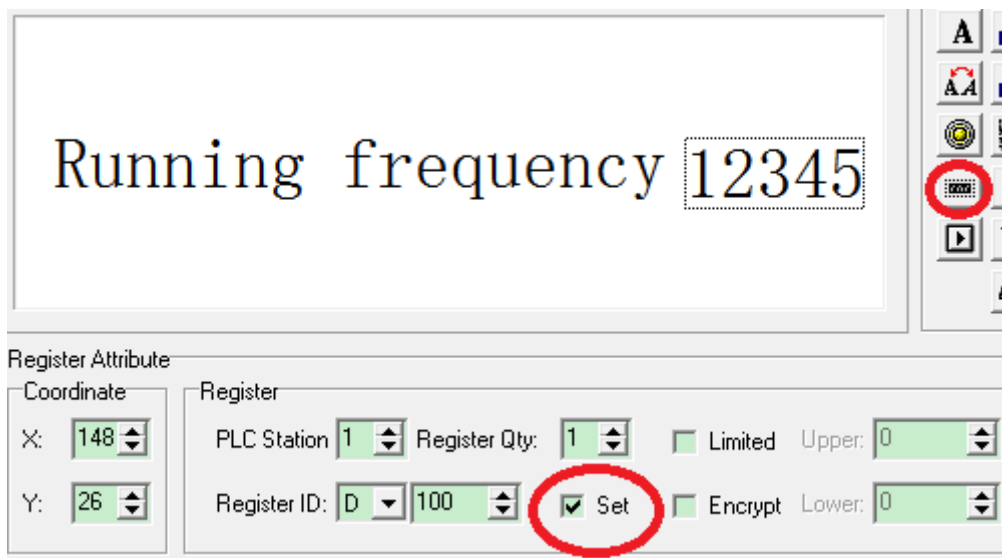 Running frequency 12345
A
AA
Register Attribute
Coordinate
Register
X: 148
PLC Station 1 Register Qty: 1 Limited Upper: 0
Y: 26
Register ID: D 100 Set Encrypt Lower: 0